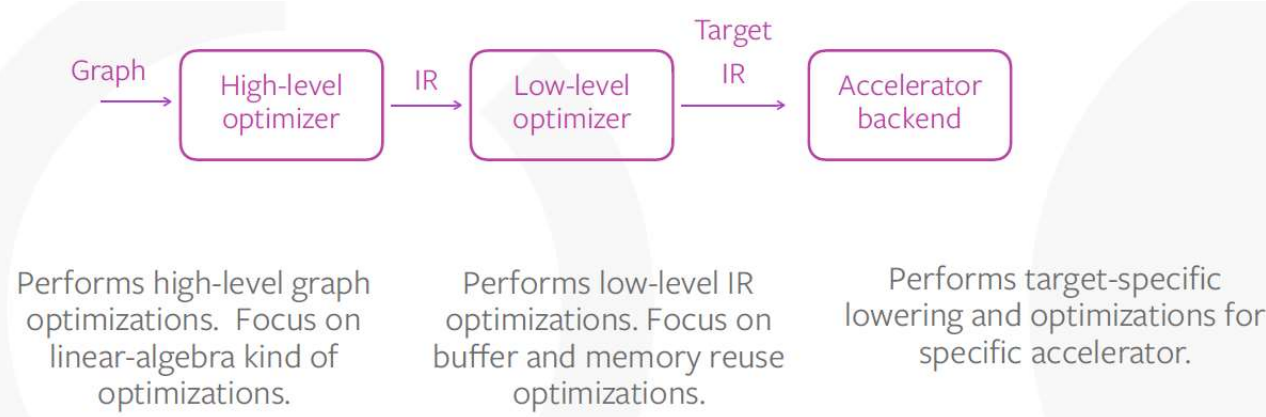 Graph
High-level
optimizer
IR
Low-level
optimizer
Target
IR
Accelerator
backend
Performs high-level graph
optimizations. Focus on
linear-algebra kind of
optimizations.
Performs low-level IR
optimizations. Focus on
buffer and memory reuse
optimizations.
Performs target-specific
lowering and optimizations for
specific accelerator.